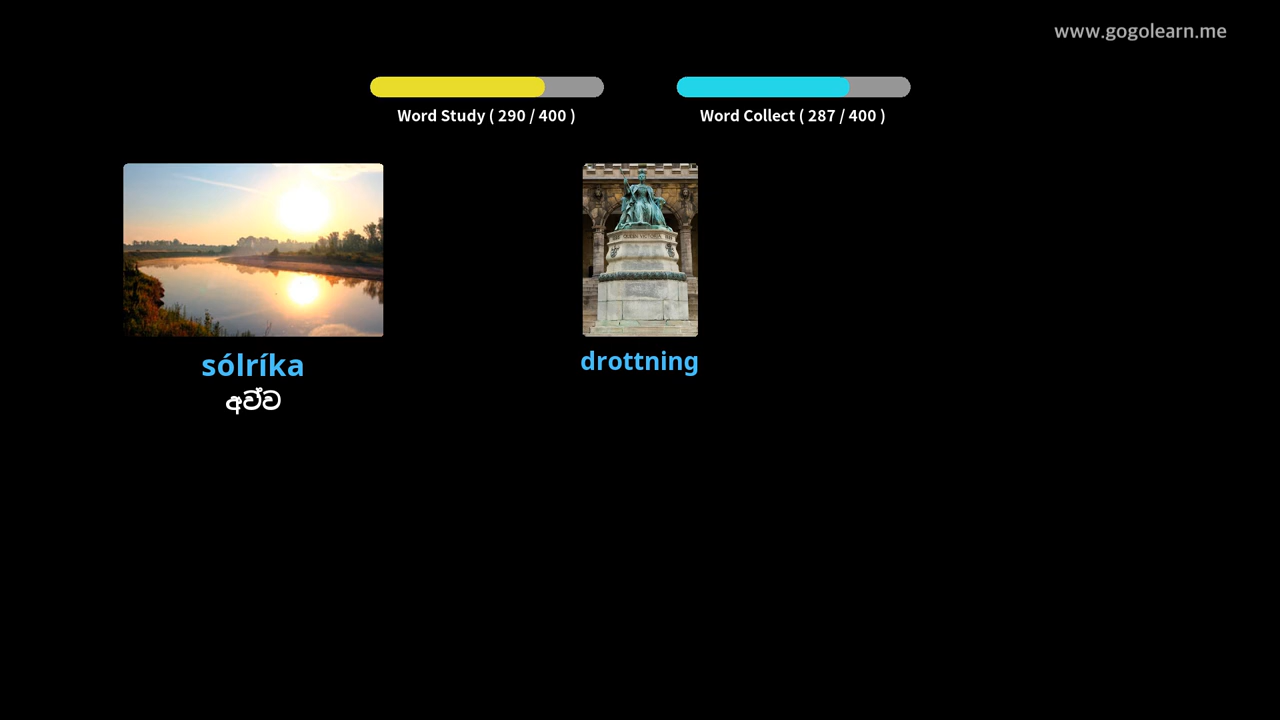 www.gogolearn.me
Word Study ( 290 / 400 )
Word Collect ( 287 / 400 )
sólríka
drottning
අව්ව